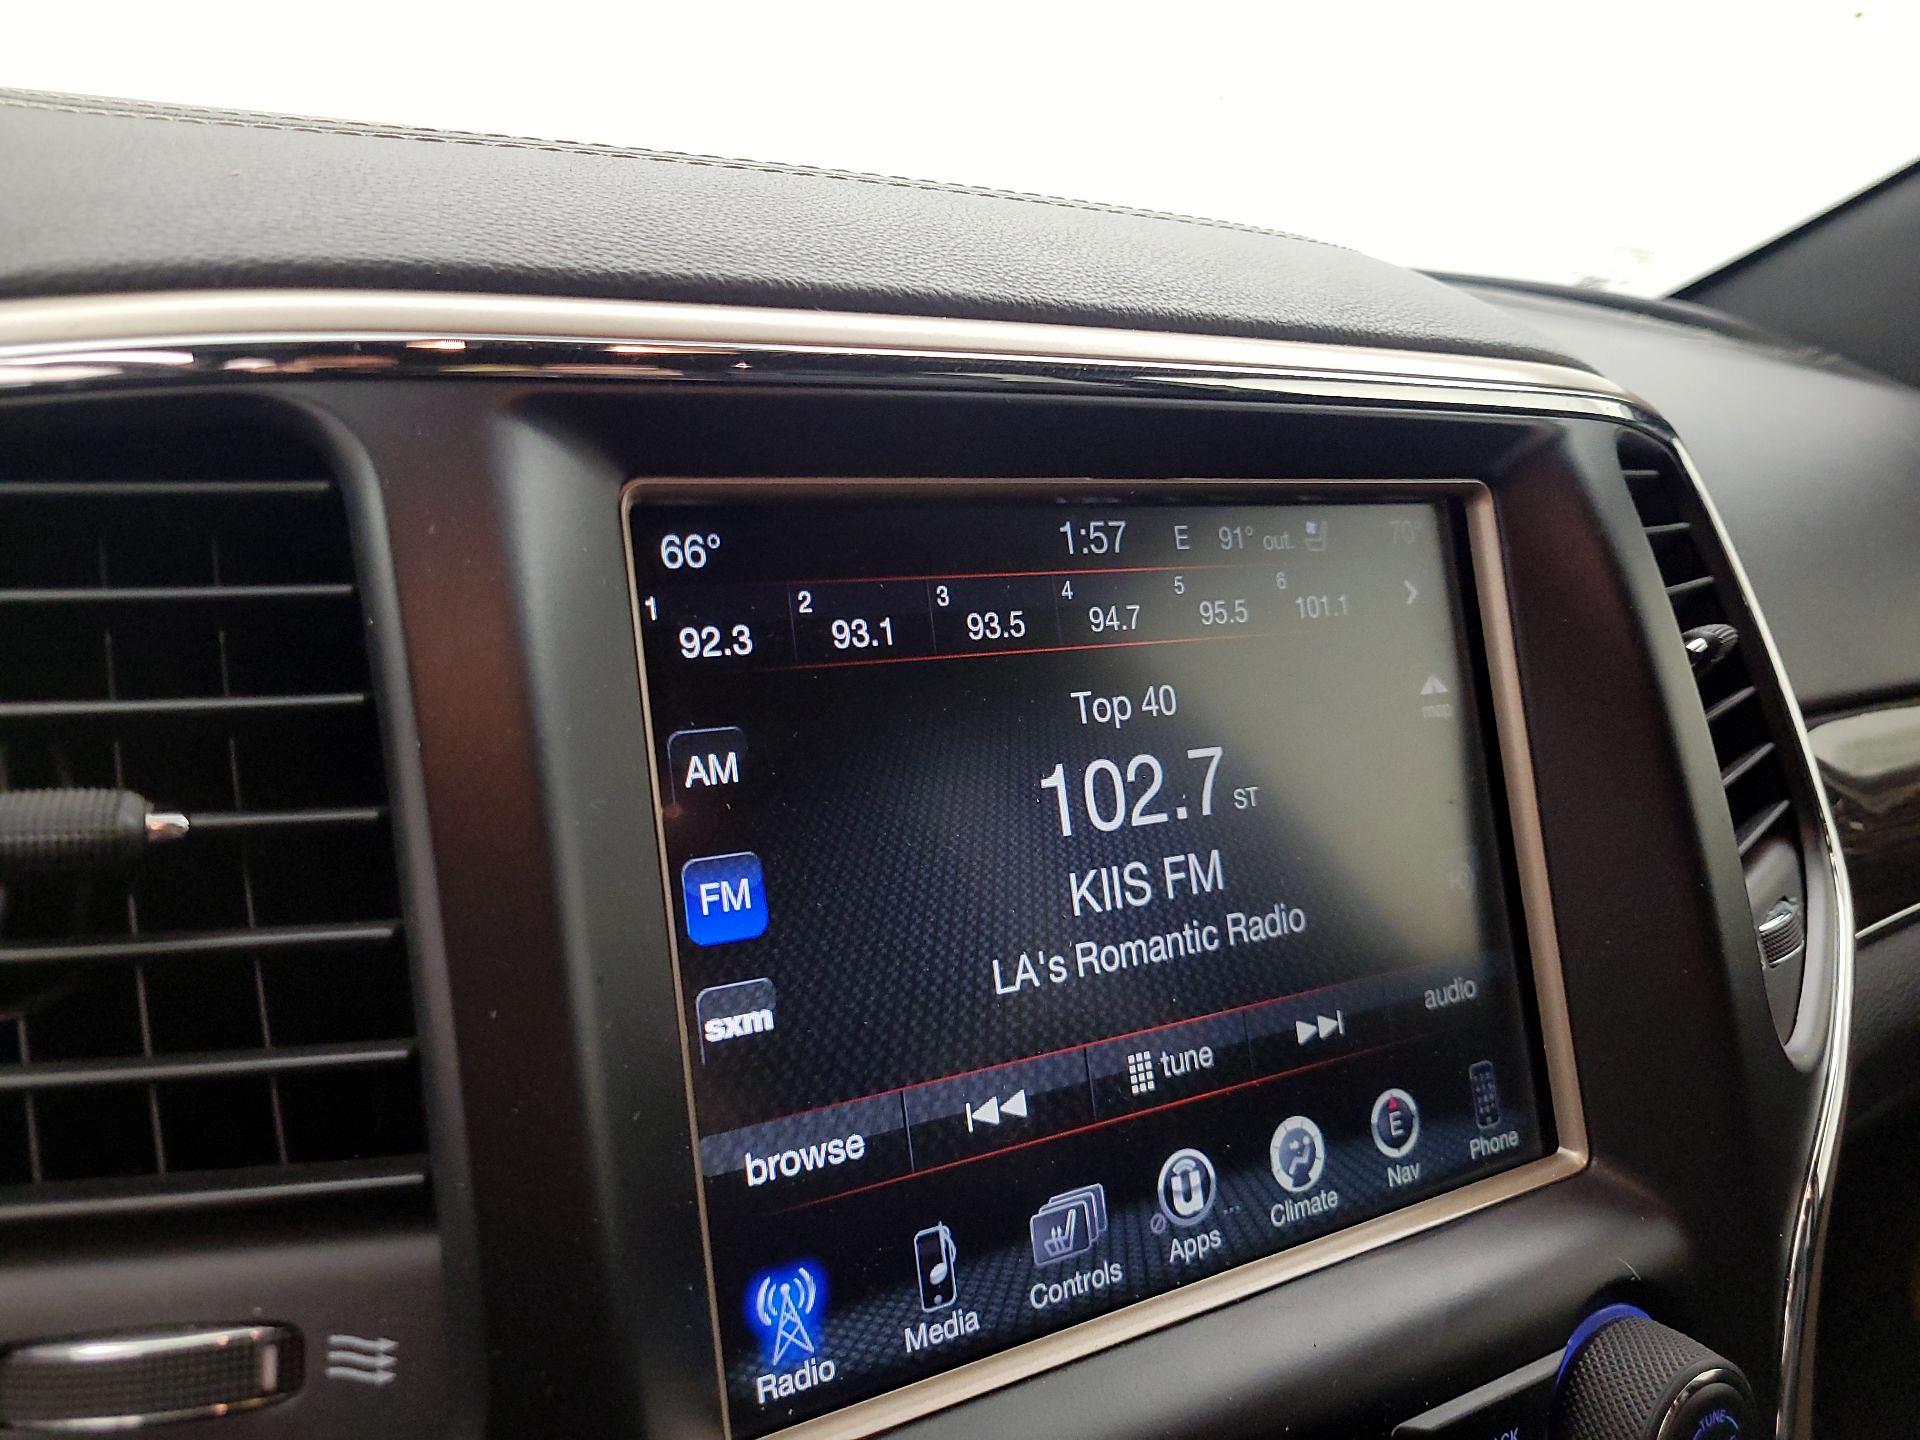 66° 1:57 E 91° out. 70°
1 2 3 4 5 6
92.3 93.1 93.5 94.7 95.5 101.1
Top 40
map
AM
102.7 ST
FM
KIIS FM
LA's Romantic Radio
sxm
audio
tune
browse
E
Phone
Nav
Climate
Apps ...
Controls
Media
Radio
TUNE